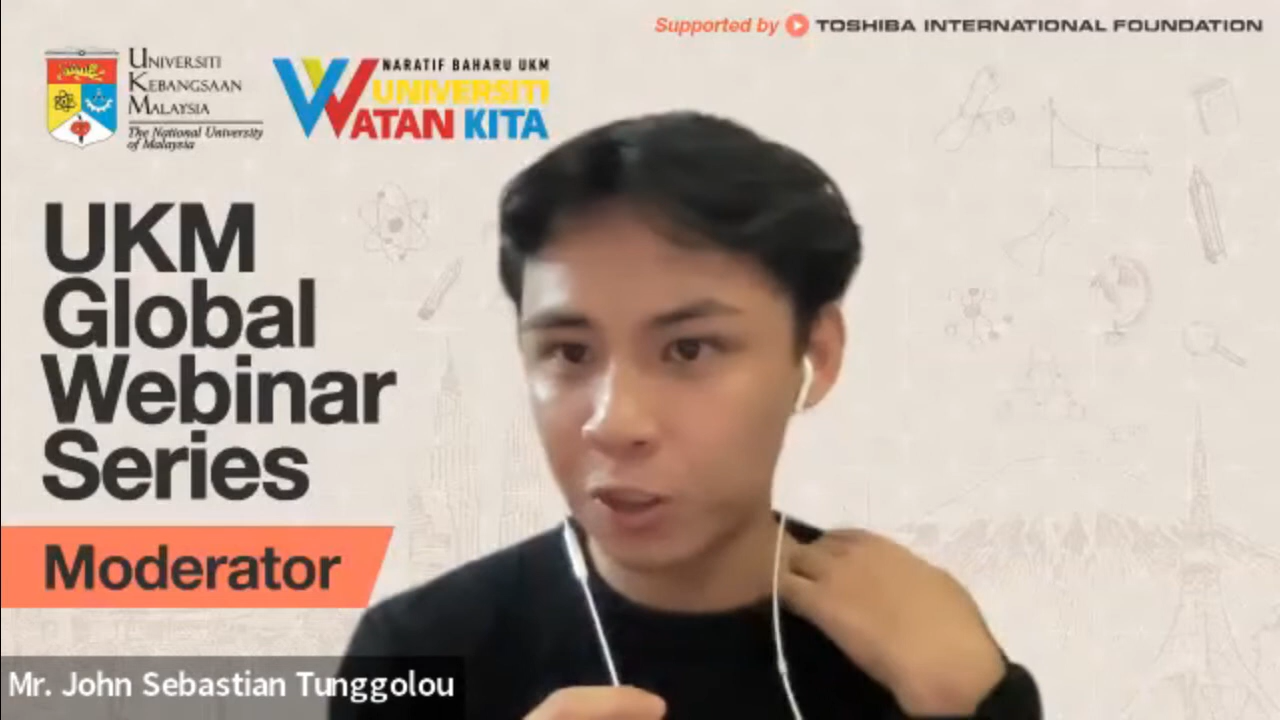 Supported by TOSHIBA INTERNATIONAL FOUNDATION
UNIVERSITI
KEBANGSAAN
MALAYSIA
The National University
of Malaysia
NARATIF BAHARU UKM
UNIVERSITI
WATAN KITA
UKM
Global
Webinar
Series
Moderator
Mr. John Sebastian Tunggolou